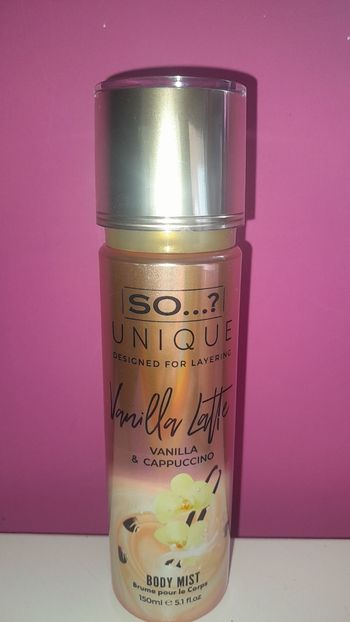 SO...?
UNIQUE
DESIGNED FOR LAYERING
Vanilla Latte
VANILLA
& CAPPUCCINO
BODY MIST
Brume pour le Corps
150ml e 5.1 fl.oz